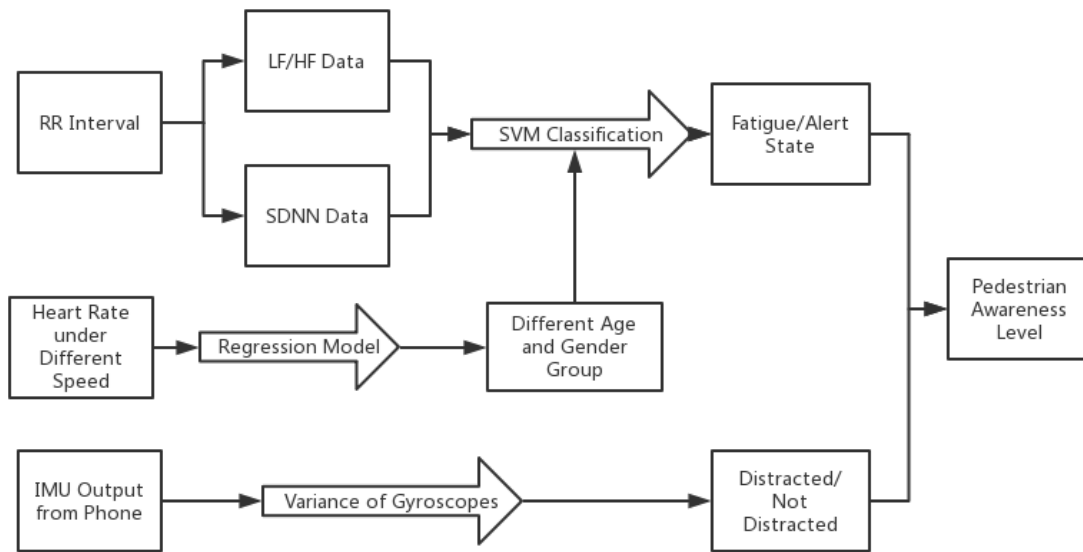 LF/HF Data
RR Interval
SVM Classification
Fatigue/Alert
State
SDNN Data
Heart Rate
under
Different
Speed
Regression Model
Different Age
and Gender
Group
Pedestrian
Awareness
Level
IMU Output
from Phone
Variance of Gyroscopes
Distracted/
Not
Distracted